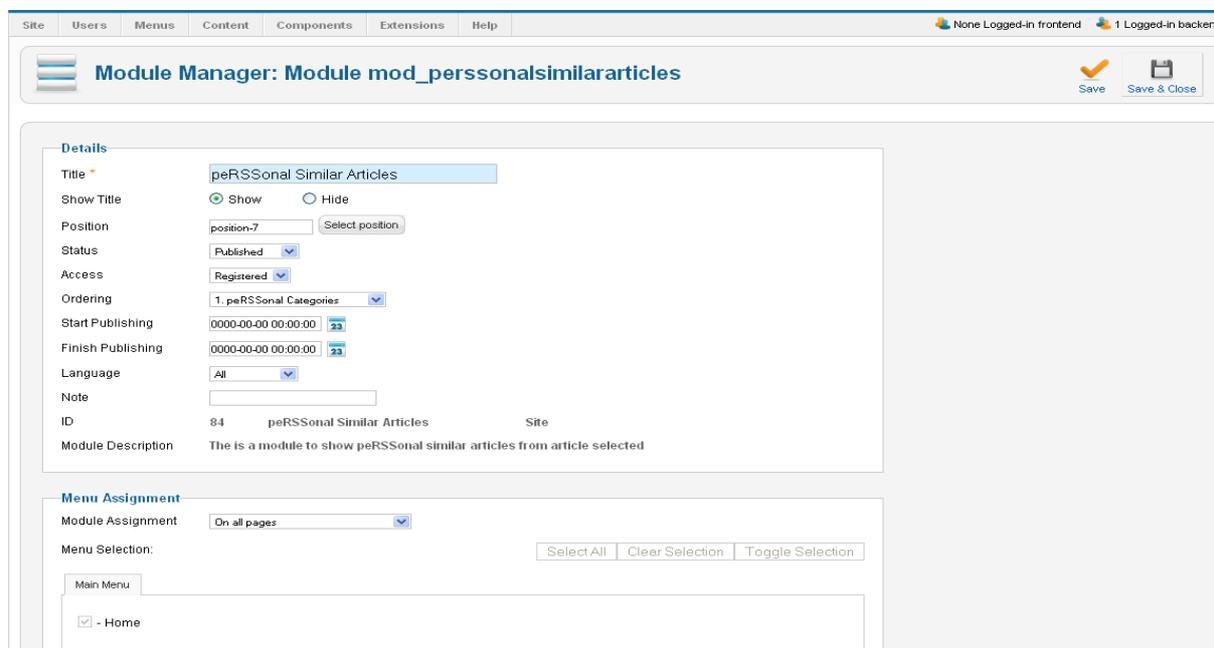 Site Users Menus Content Components Extensions Help None Logged-in frontend 1 Logged-in backen
Module Manager: Module mod_perssonalsimilararticles
Save Save & Close
Details
Title * peRSSonal Similar Articles
Show Title Show Hide
Position position-7 Select position
Status Published
Access Registered
Ordering 1. peRSSonal Categories
Start Publishing 0000-00-00 00:00:00 23
Finish Publishing 0000-00-00 00:00:00 23
Language All
Note
ID 84 peRSSonal Similar Articles Site
Module Description The is a module to show peRSSonal similar articles from article selected
Menu Assignment
Module Assignment On all pages
Menu Selection: Select All Clear Selection Toggle Selection
Main Menu
- Home